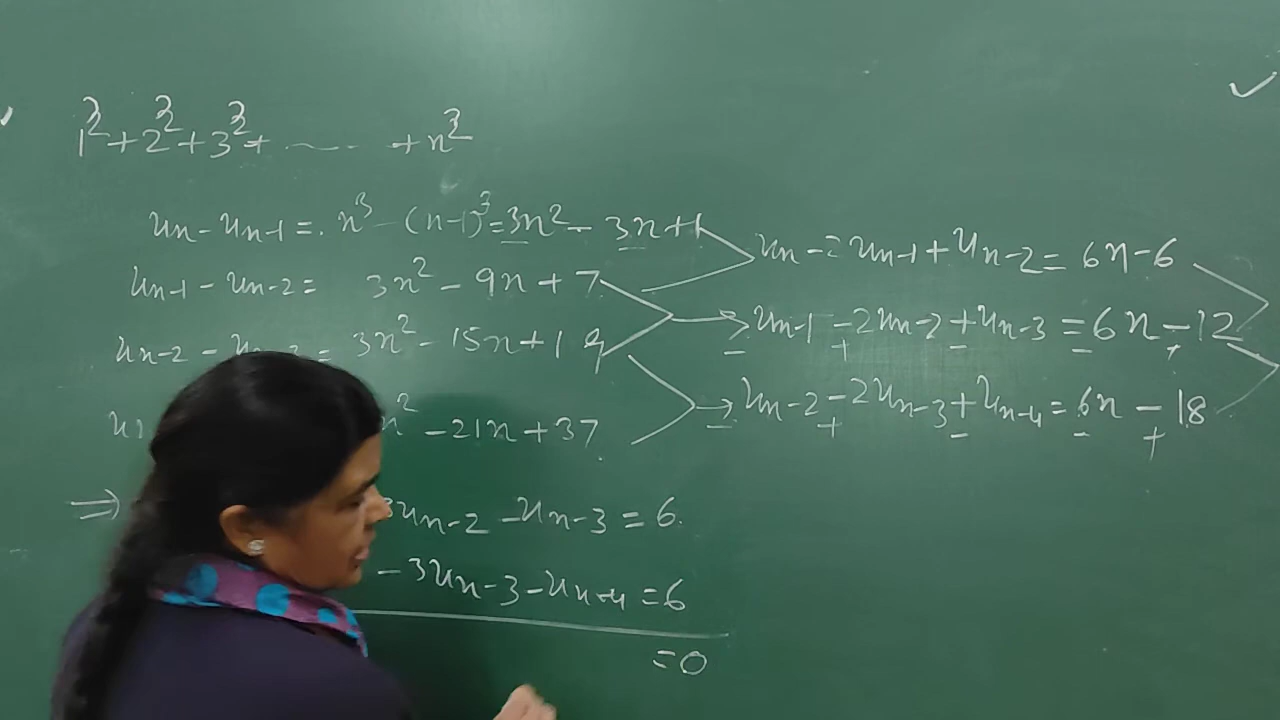 1³ + 2³ + 3³ + ...... + n³
uₙ - uₙ₋₁ = n³ - (n-1)³ = 3n² - 3n + 1
uₙ₋₁ - uₙ₋₂ = 3n² - 9n + 7
uₙ₋₂ - = 3n² - 15n + 19
n² - 21n + 37
⇒ 3uₙ₋₂ - uₙ₋₃ = 6
- 3uₙ₋₃ - uₙ₋₄ = 6
= 0
uₙ - 2uₙ₋₁ + uₙ₋₂ = 6n - 6
→ uₙ₋₁ - 2uₙ₋₂ + uₙ₋₃ = 6n - 12
- + - - +
→ uₙ₋₂ - 2uₙ₋₃ + uₙ₋₄ = 6n - 18
- + - - +